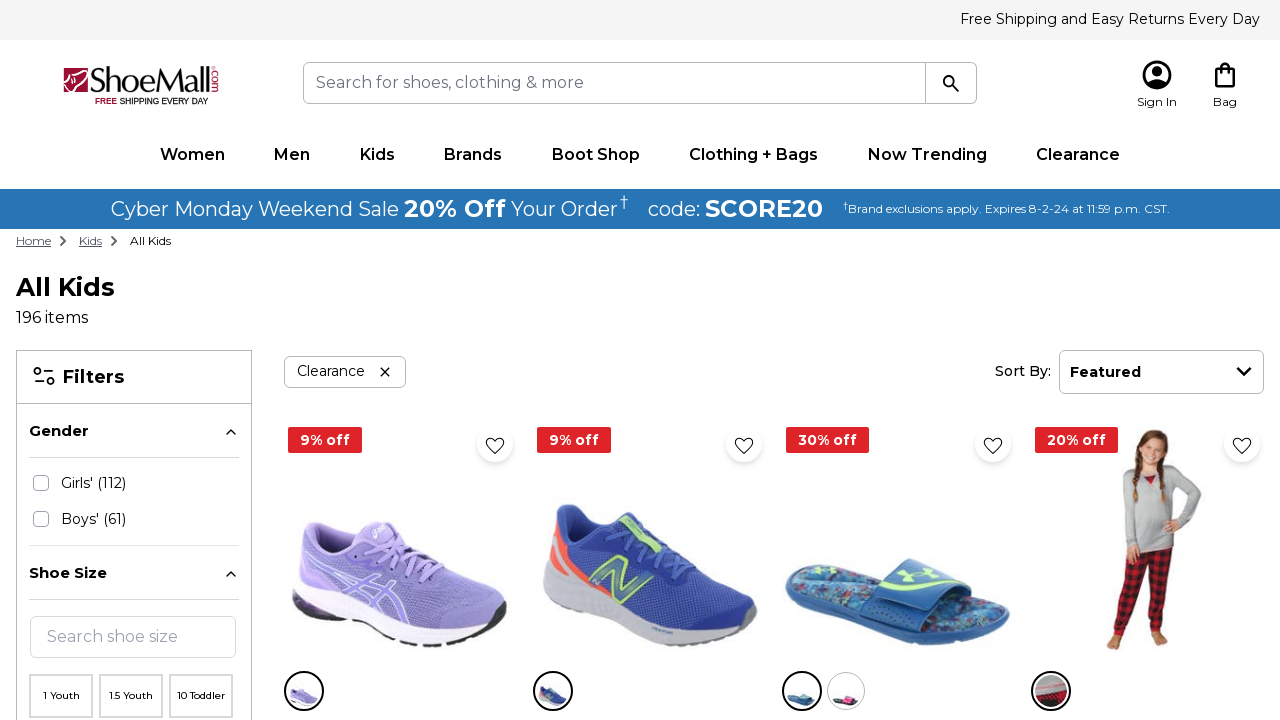 Free Shipping and Easy Returns Every Day
ShoeMall.com
FREE SHIPPING EVERY DAY
Search for shoes, clothing & more
Sign In
Bag
Women Men Kids Brands Boot Shop Clothing + Bags Now Trending Clearance
Cyber Monday Weekend Sale 20% Off Your Order† code: SCORE20 †Brand exclusions apply. Expires 8-2-24 at 11:59 p.m. CST.
Home Kids All Kids
All Kids
196 items
Filters
Clearance
Sort By: Featured
Gender
Girls' (112)
Boys' (61)
Shoe Size
Search shoe size
1 Youth 1.5 Youth 10 Toddler
9% off 9% off 30% off 20% off